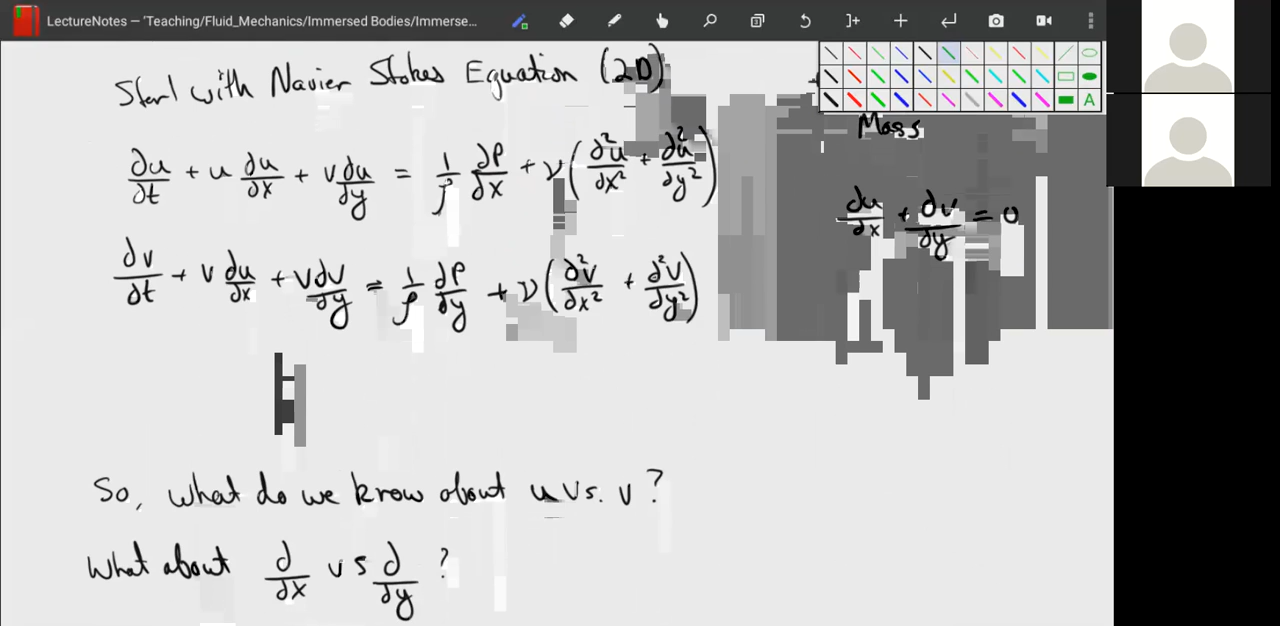 LectureNotes — 'Teaching/Fluid_Mechanics/Immersed Bodies/Immerse...
A
Start with Navier Stokes Equation (2D)
Mass
∂u/∂t + u ∂u/∂x + v ∂u/∂y = 1/ρ ∂P/∂x + ν(∂²u/∂x² + ∂²u/∂y²)
∂u/∂x + ∂v/∂y = 0
∂v/∂t + v ∂u/∂x + v ∂v/∂y = 1/ρ ∂P/∂y + ν(∂²v/∂x² + ∂²v/∂y²)
So, what do we know about u vs. v?
What about ∂/∂x vs ∂/∂y ?